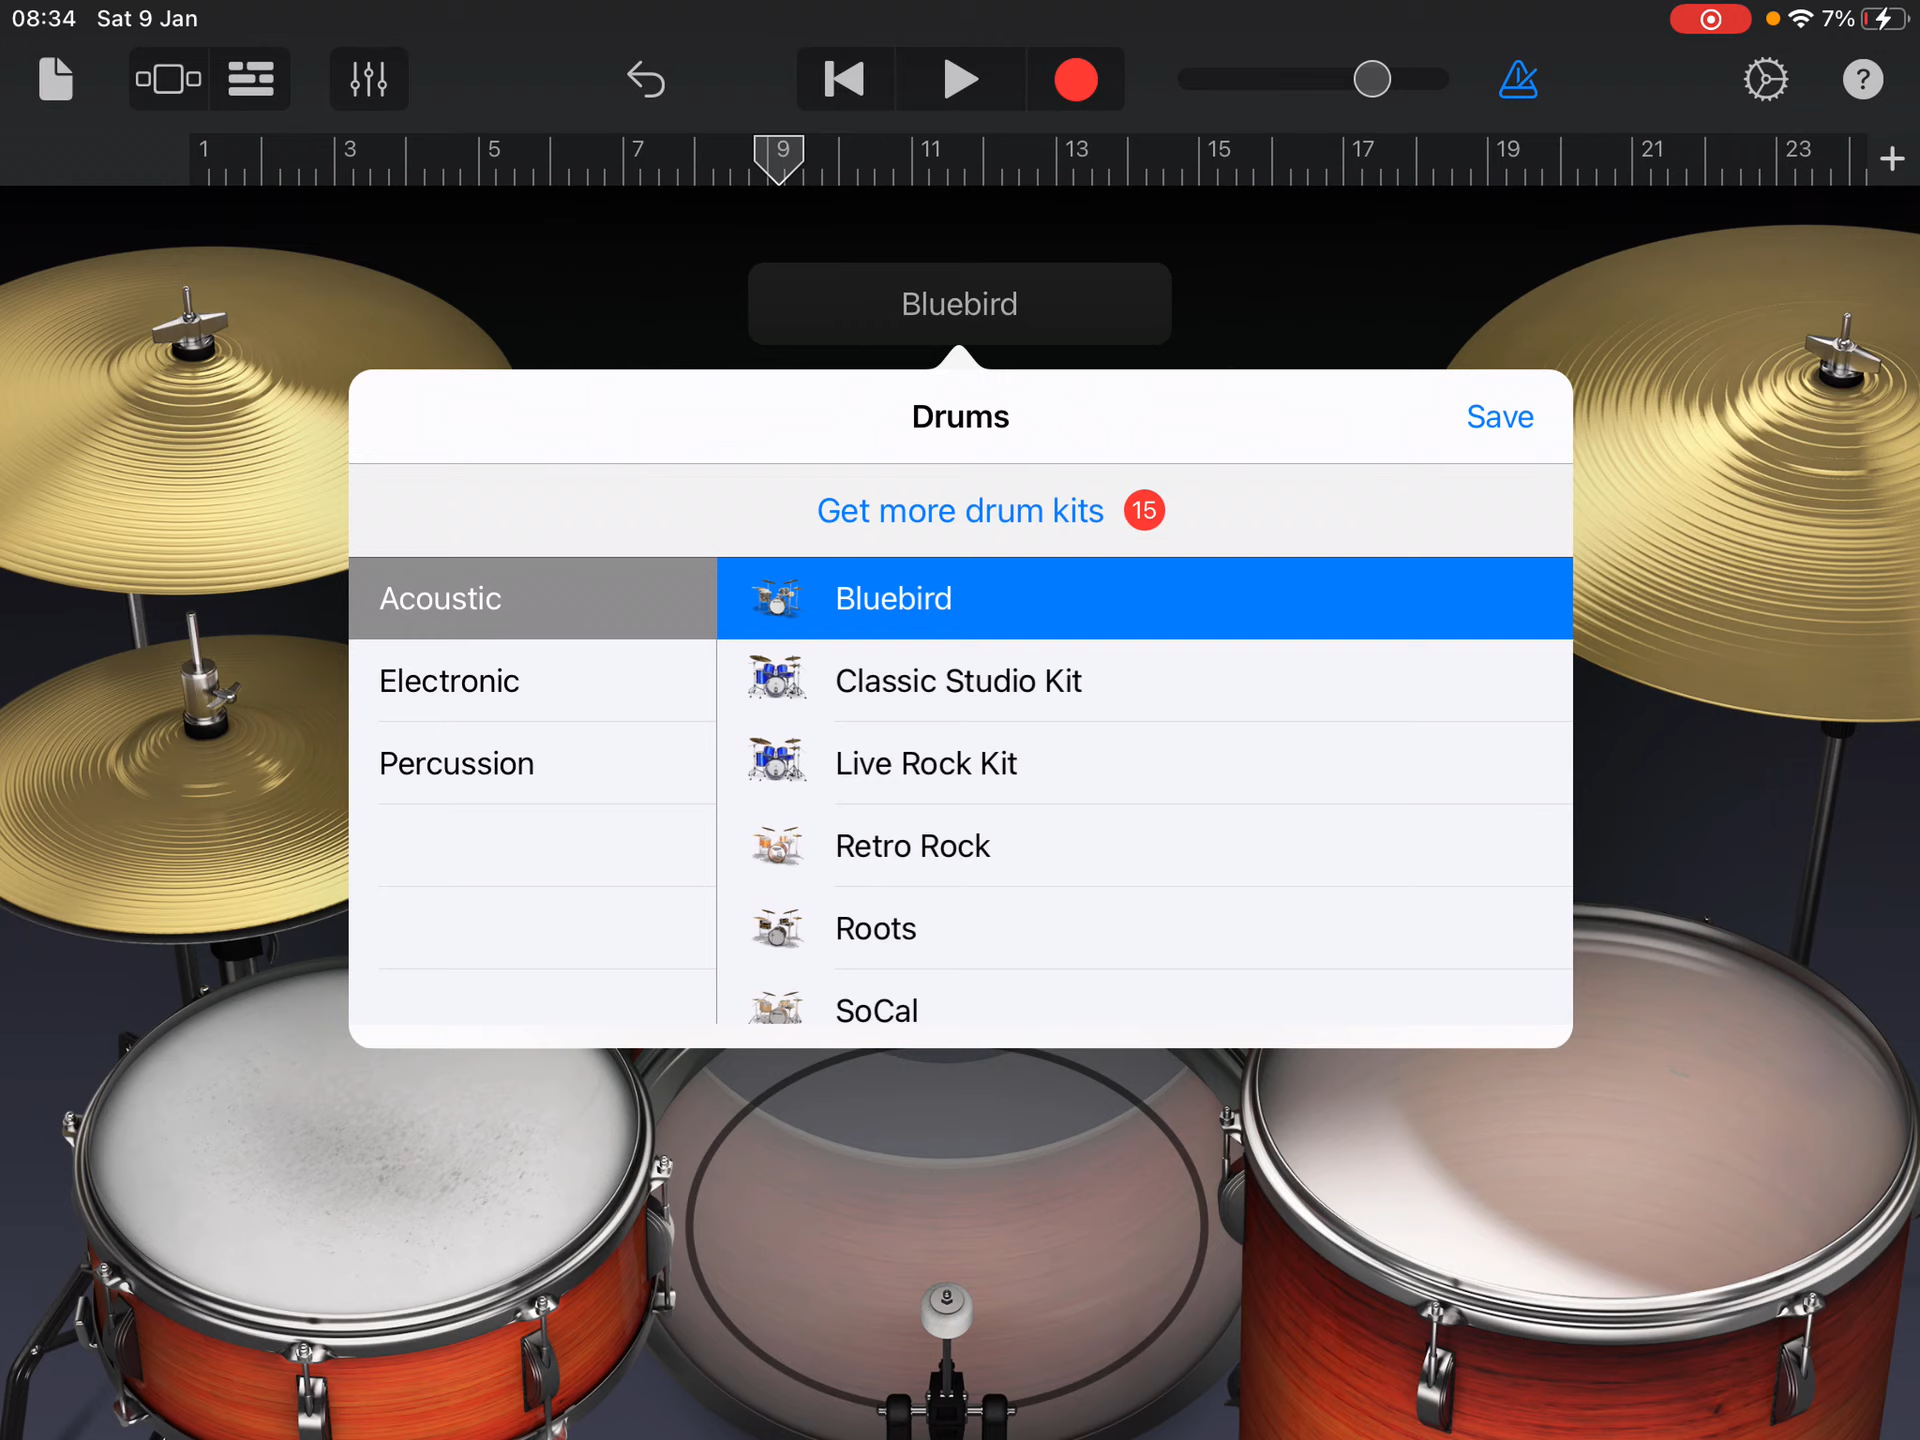 08:34 Sat 9 Jan
7%
?
1 3 5 7 9 11 13 15 17 19 21 23 +
Bluebird
Drums
Save
Get more drum kits 15
Acoustic
Bluebird
Electronic
Classic Studio Kit
Percussion
Live Rock Kit
Retro Rock
Roots
SoCal